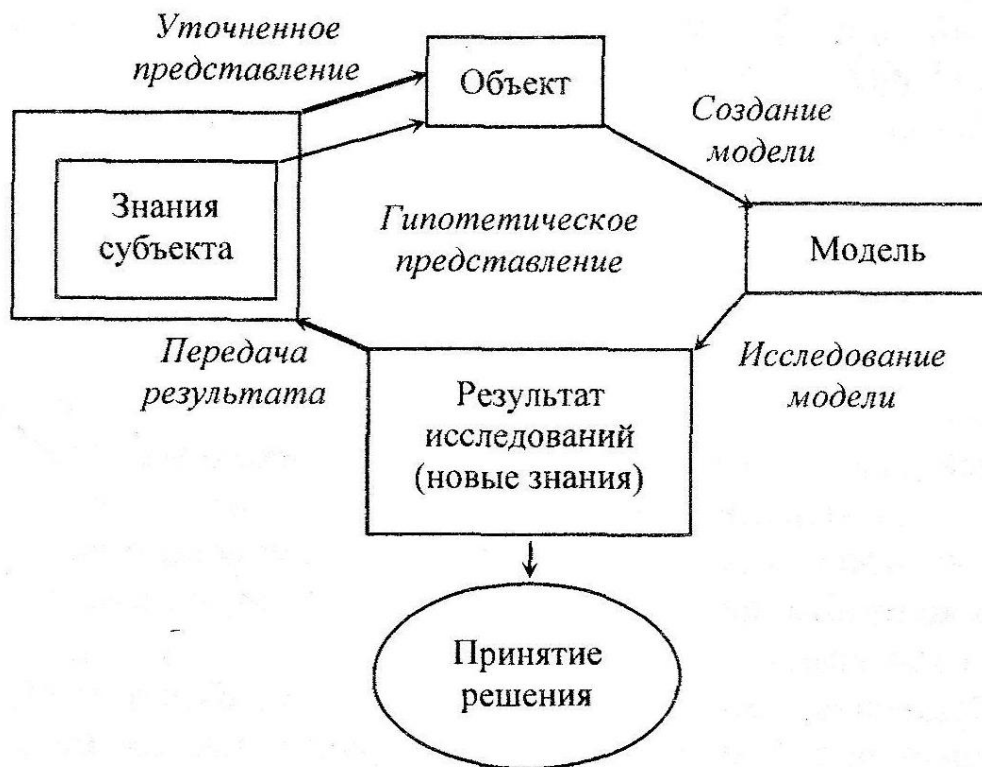 Уточненное
представление
Объект
Создание
модели
Знания
субъекта
Гипотетическое
представление
Модель
Передача
результата
Результат
исследований
(новые знания)
Исследование
модели
Принятие
решения